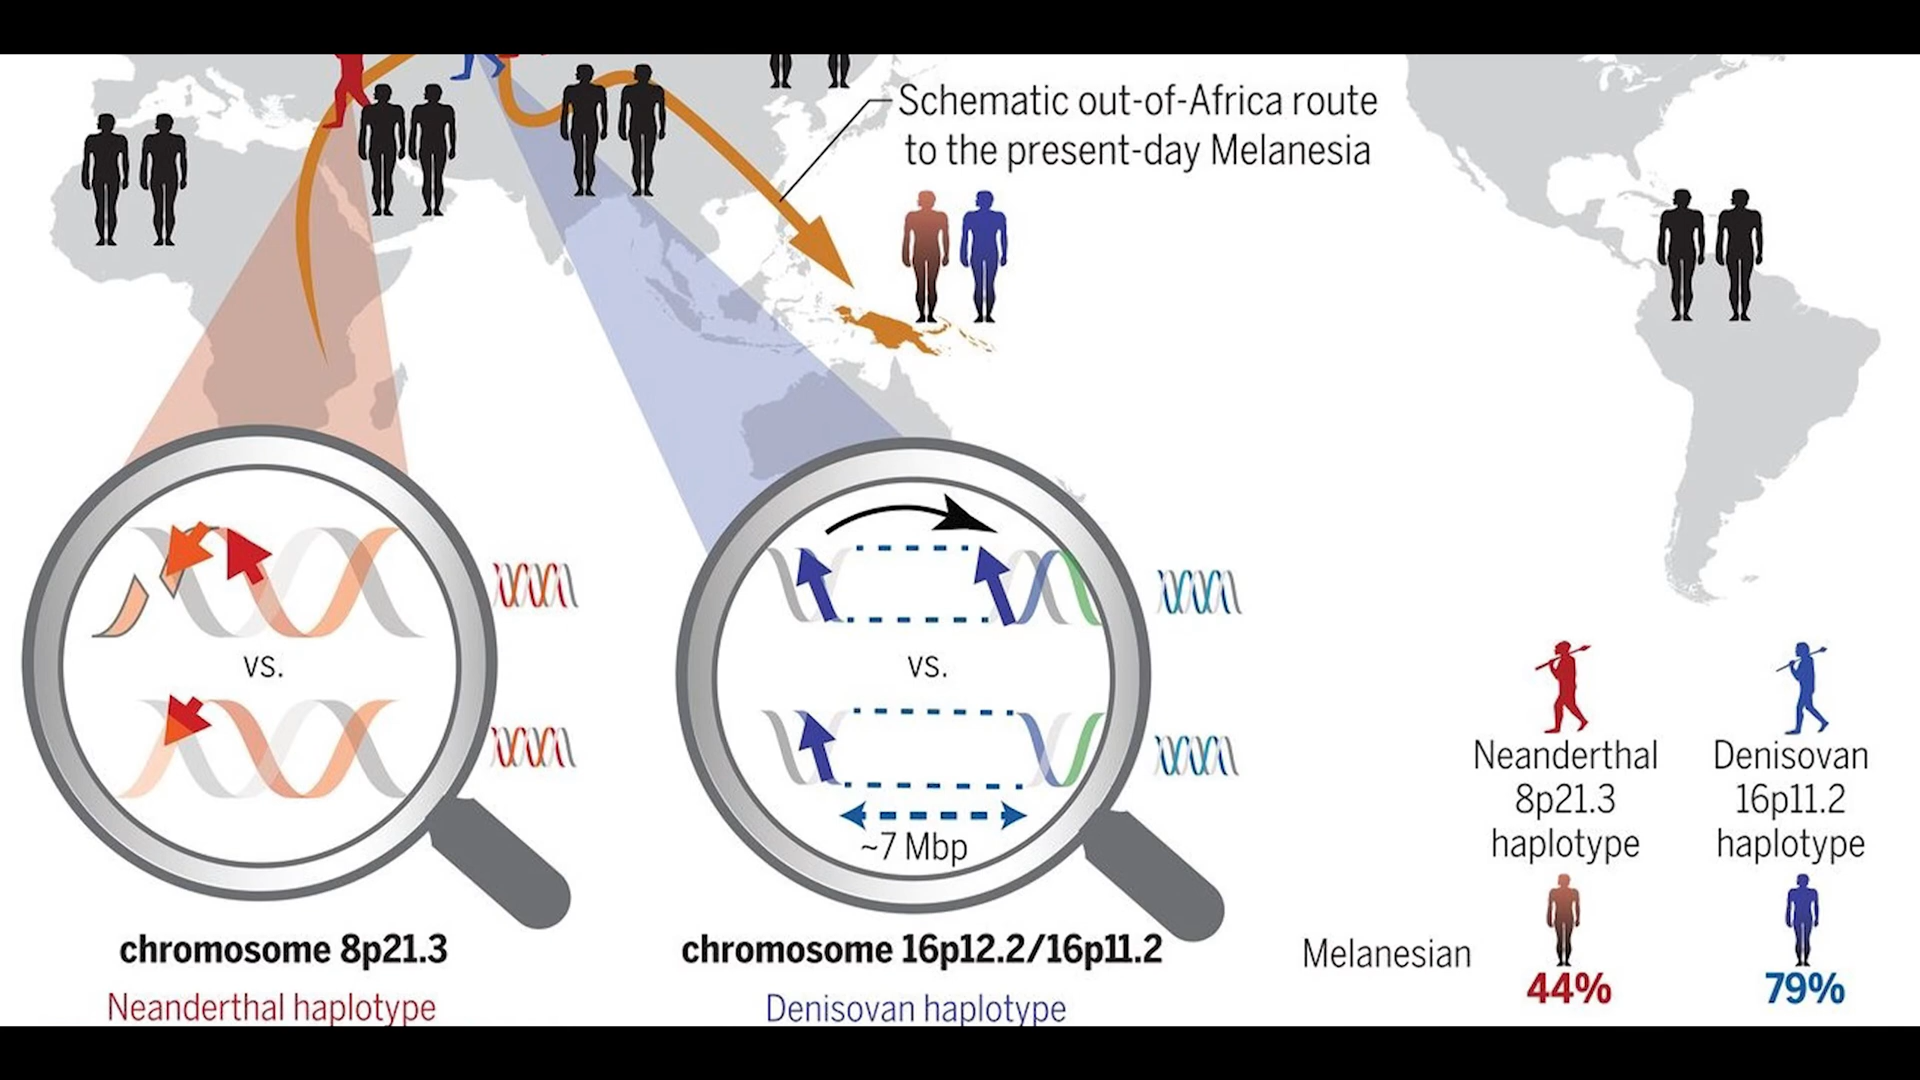 Schematic out-of-Africa route
to the present-day Melanesia
vs.
vs.
~7 Mbp
chromosome 8p21.3
Neanderthal haplotype
chromosome 16p12.2/16p11.2
Denisovan haplotype
Neanderthal
8p21.3
haplotype
Denisovan
16p11.2
haplotype
Melanesian
44%
79%